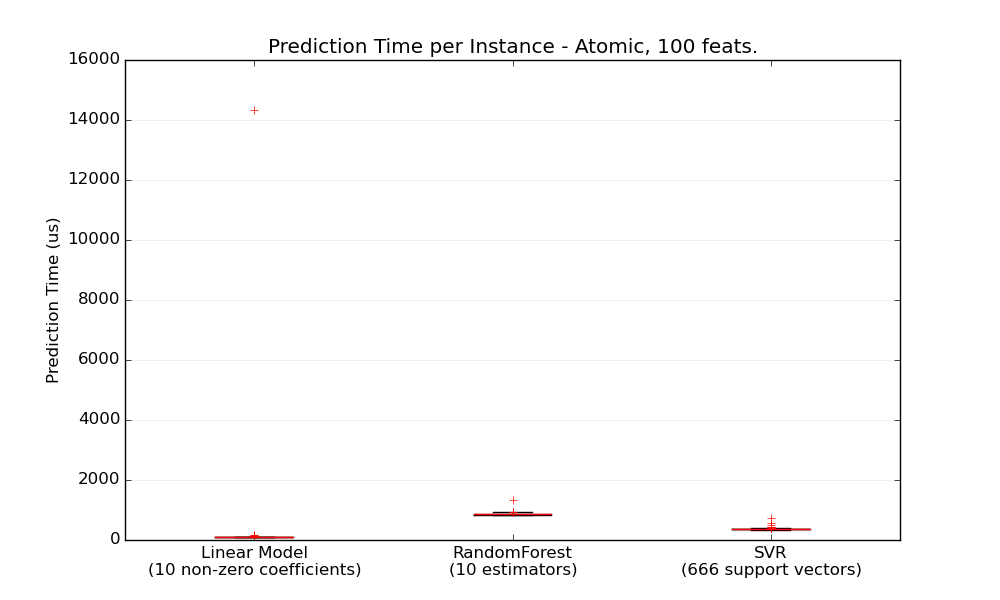 Prediction Time per Instance - Atomic, 100 feats.
16000
14000
12000
10000
8000
6000
4000
2000
0
Prediction Time (us)
Linear Model
(10 non-zero coefficients)
RandomForest
(10 estimators)
SVR
(666 support vectors)